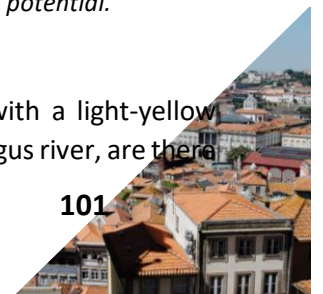 potential.
with a light-yellow
gus river, are there
101